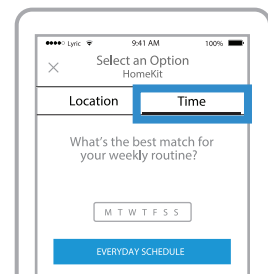 Lyric 9:41 AM 100%
Select an Option
HomeKit
Location Time
What's the best match for
your weekly routine?
M T W T F S S
EVERYDAY SCHEDULE